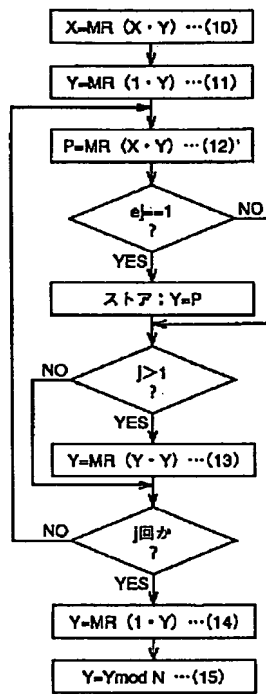 X=MR (X・Y) …(10)
Y=MR (1・Y) …(11)
P=MR (X・Y) …(12)'
ej==1
?
NO
YES
ストア；Y=P
NO
j>1
?
YES
Y=MR (Y・Y) …(13)
NO
j回か
?
YES
Y=MR (1・Y) …(14)
Y=Ymod N …(15)